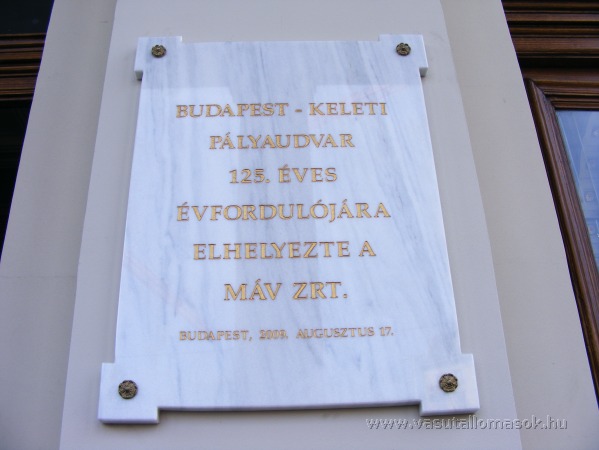 BUDAPEST - KELETI
PÁLYAUDVAR
125. ÉVES
ÉVFORDULÓJÁRA
ELHELYEZTE A
MÁV ZRT.
BUDAPEST, 2009. AUGUSZTUS 17.
www.vasutallomasok.hu